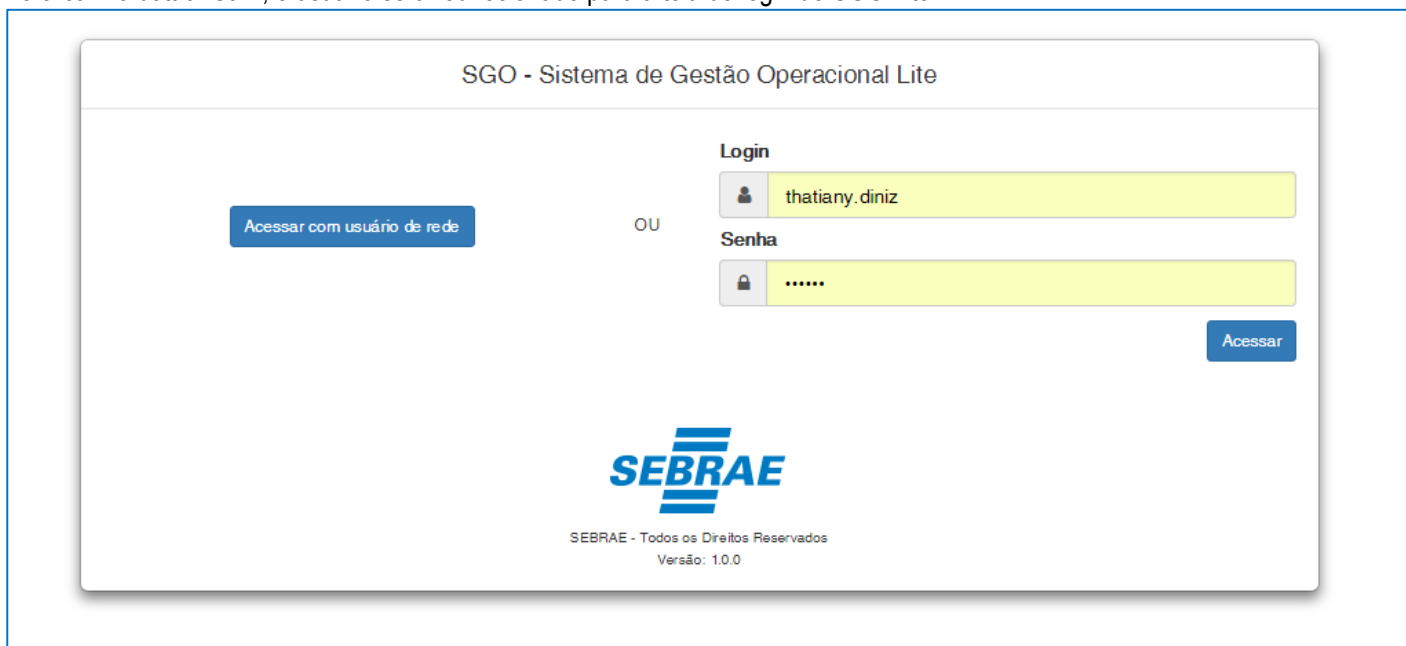 SGO - Sistema de Gestão Operacional Lite
Login
thatiany.diniz
Acessar com usuário de rede
OU
Senha
••••••
Acessar
SEBRAE
SEBRAE - Todos os Direitos Reservados
Versão: 1.0.0